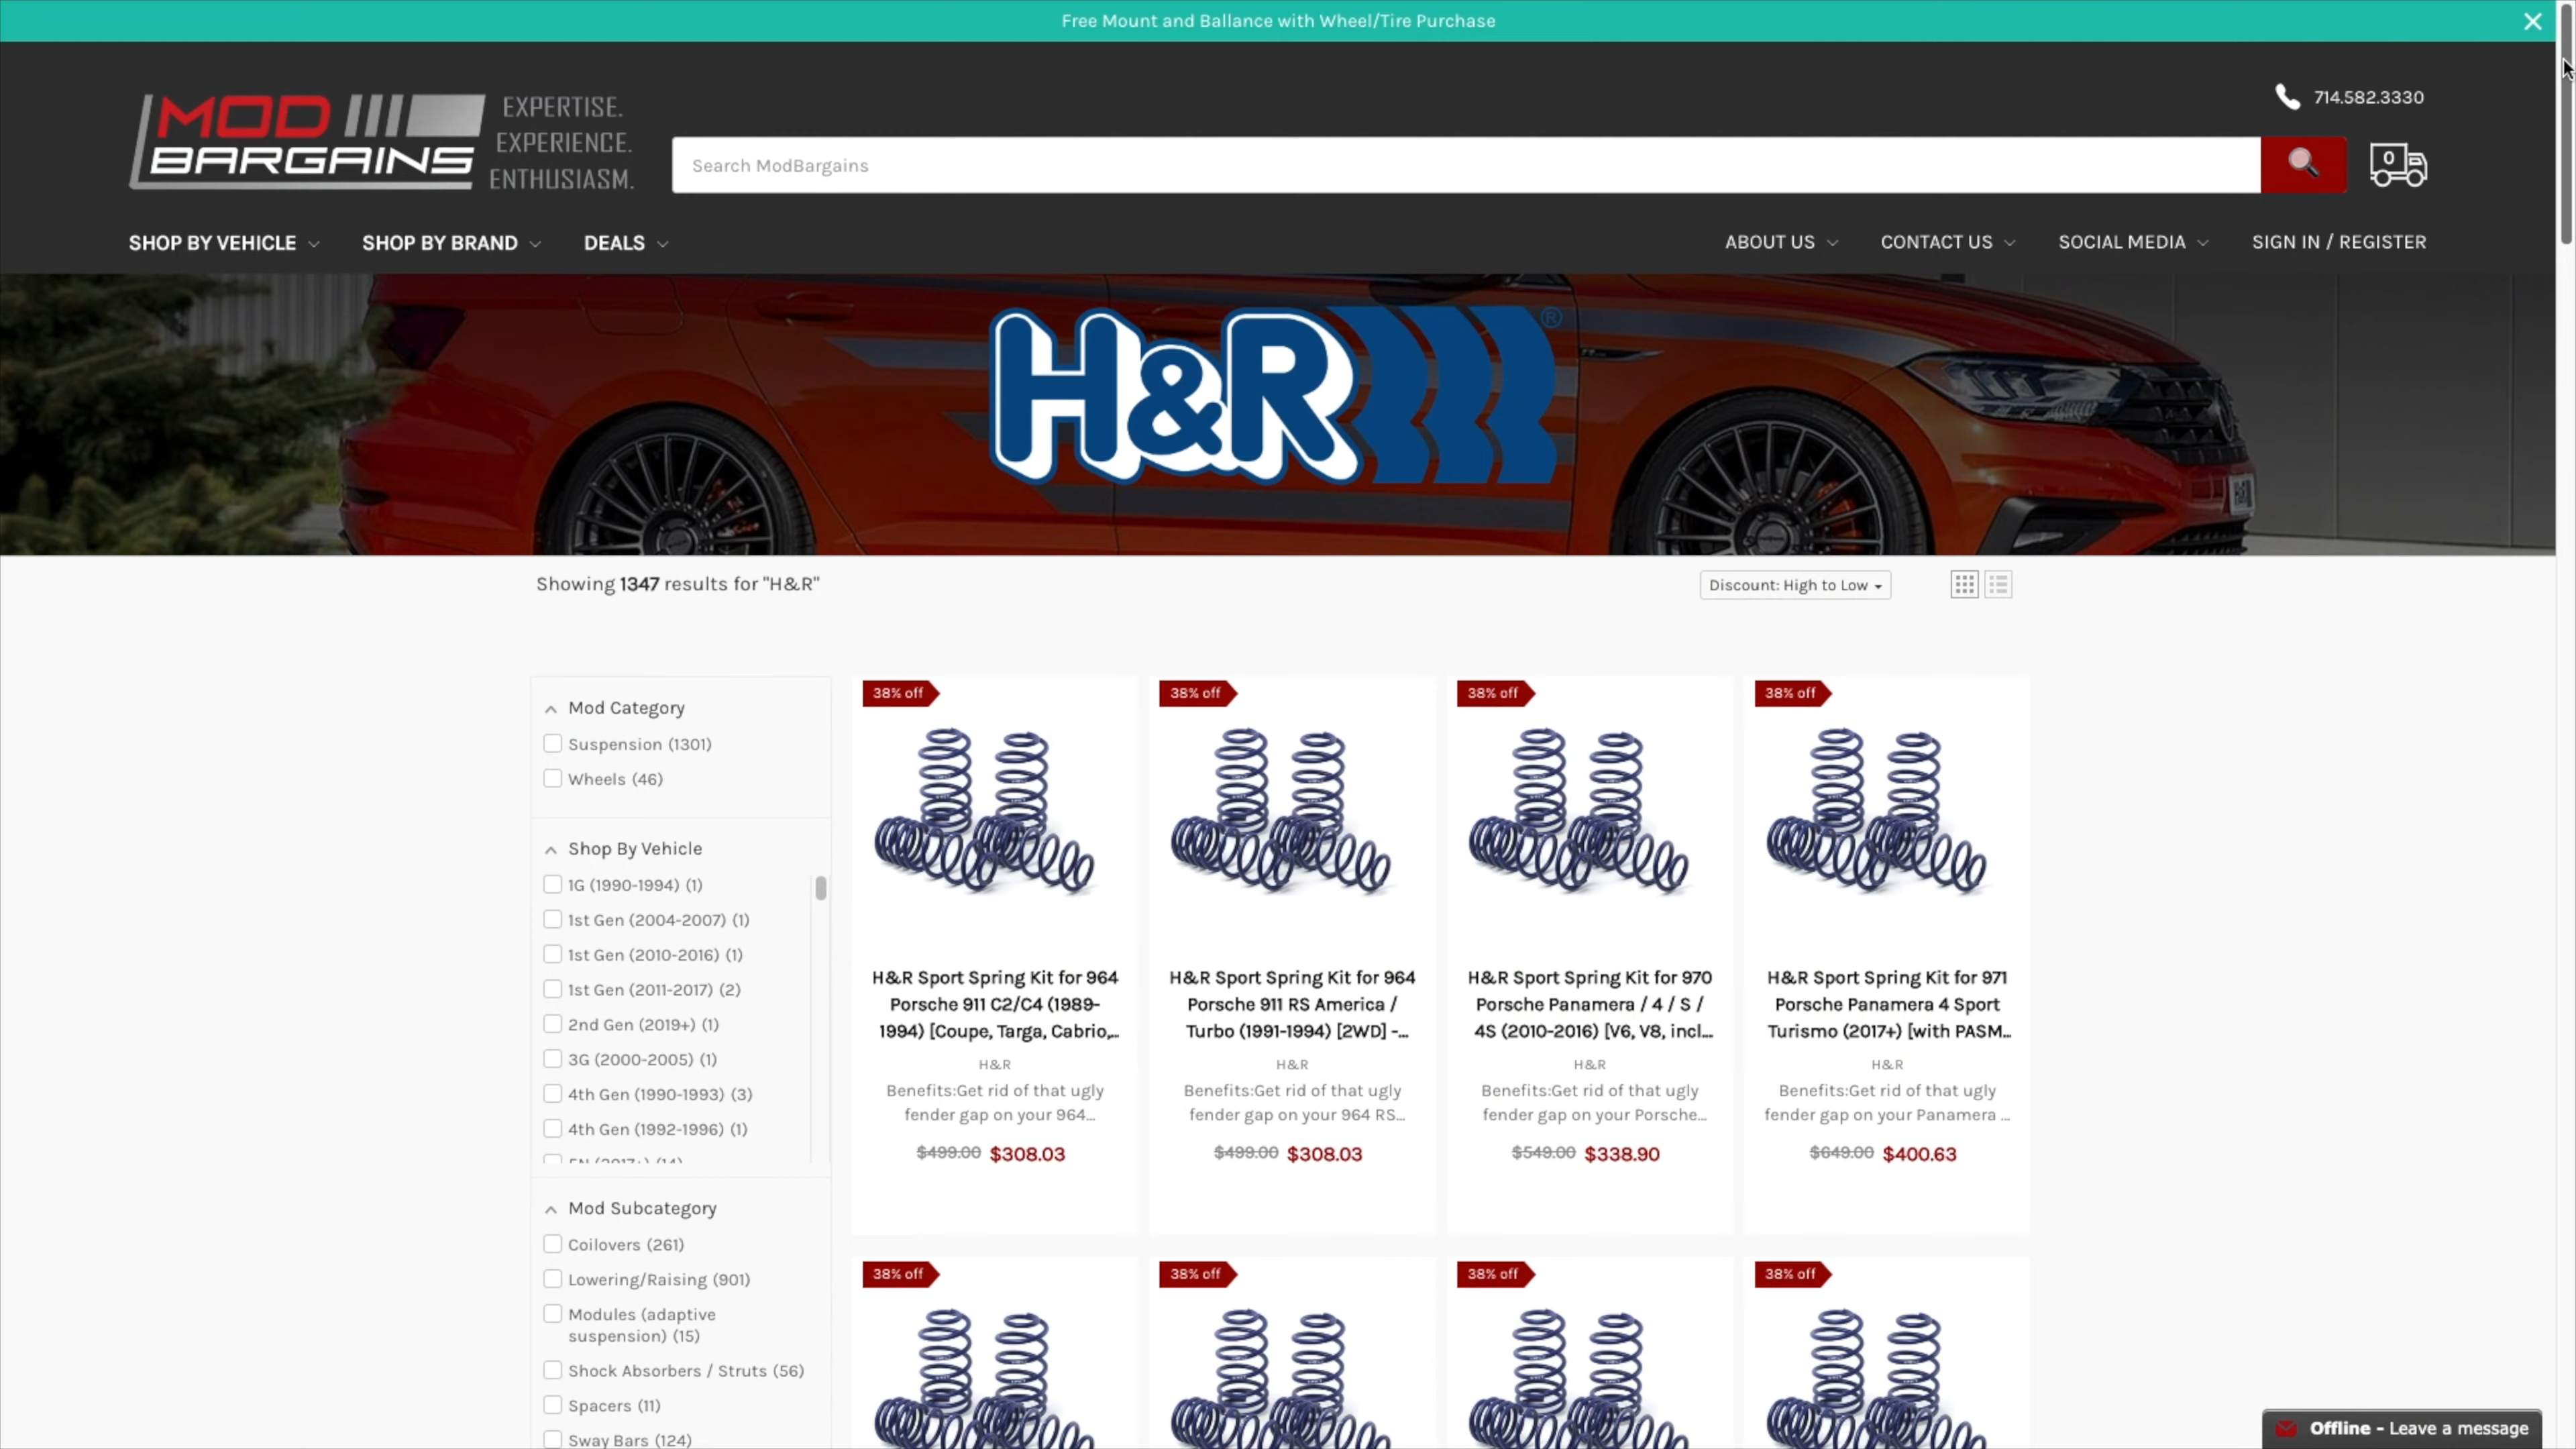 Free Mount and Ballance with Wheel/Tire Purchase
MOD
BARGAINS
EXPERTISE.
EXPERIENCE.
ENTHUSIASM.
714.582.3330
Search ModBargains
0
SHOP BY VEHICLE
SHOP BY BRAND
DEALS
ABOUT US
CONTACT US
SOCIAL MEDIA
SIGN IN / REGISTER
H&R®
Showing 1347 results for "H&R"
Discount: High to Low
Mod Category
Suspension (1301)
Wheels (46)
Shop By Vehicle
1G (1990-1994) (1)
1st Gen (2004-2007) (1)
1st Gen (2010-2016) (1)
1st Gen (2011-2017) (2)
2nd Gen (2019+) (1)
3G (2000-2005) (1)
4th Gen (1990-1993) (3)
4th Gen (1992-1996) (1)
Mod Subcategory
Coilovers (261)
Lowering/Raising (901)
Modules (adaptive
suspension) (15)
Shock Absorbers / Struts (56)
Spacers (11)
Sway Bars (124)
38% off
H&R Sport Spring Kit for 964
Porsche 911 C2/C4 (1989-
1994) [Coupe, Targa, Cabrio,...
H&R
Benefits:Get rid of that ugly
fender gap on your 964...
$499.00 $308.03
38% off
H&R Sport Spring Kit for 964
Porsche 911 RS America /
Turbo (1991-1994) [2WD] -...
H&R
Benefits:Get rid of that ugly
fender gap on your 964 RS...
$499.00 $308.03
38% off
H&R Sport Spring Kit for 970
Porsche Panamera / 4 / S /
4S (2010-2016) [V6, V8, incl...
H&R
Benefits:Get rid of that ugly
fender gap on your Porsche...
$549.00 $338.90
38% off
H&R Sport Spring Kit for 971
Porsche Panamera 4 Sport
Turismo (2017+) [with PASM...
H&R
Benefits:Get rid of that ugly
fender gap on your Panamera ...
$649.00 $400.63
38% off
38% off
38% off
38% off
Offline - Leave a message